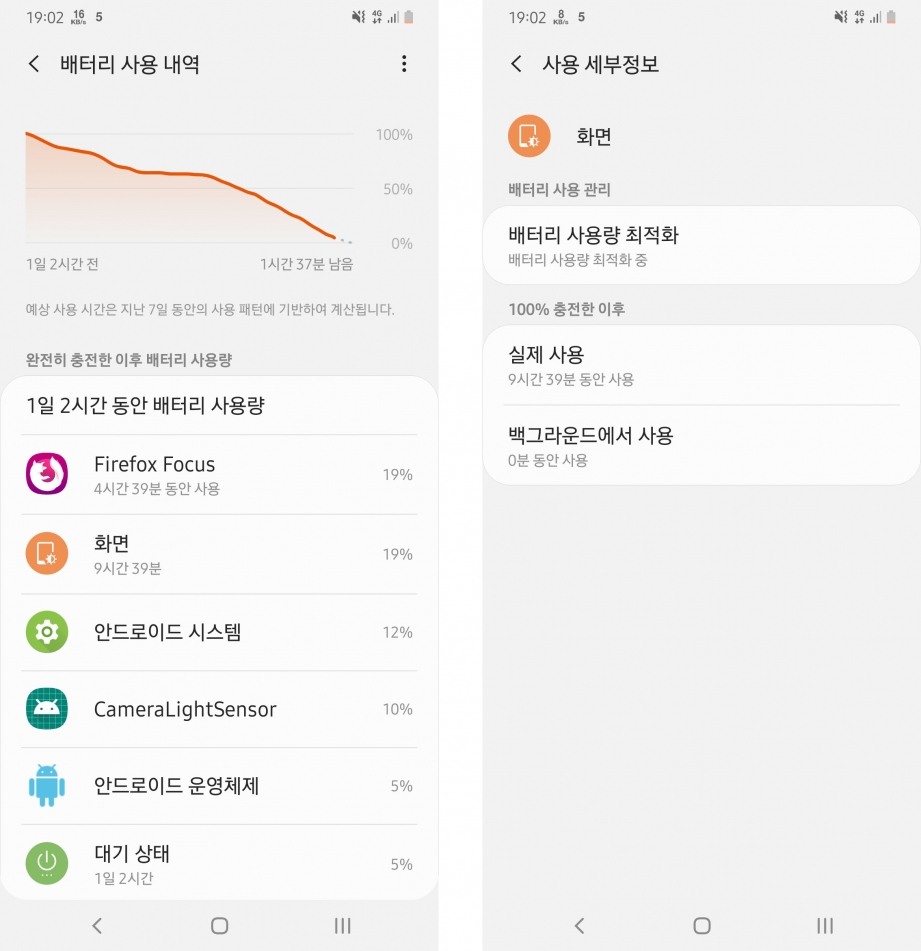 19:02 16 KB/s 5 4G
배터리 사용 내역
100%
50%
0%
1일 2시간 전 1시간 37분 남음
예상 사용 시간은 지난 7일 동안의 사용 패턴에 기반하여 계산됩니다.
완전히 충전한 이후 배터리 사용량
1일 2시간 동안 배터리 사용량
Firefox Focus 19%
4시간 39분 동안 사용
화면 19%
9시간 39분
안드로이드 시스템 12%
CameraLightSensor 10%
안드로이드 운영체제 5%
대기 상태 5%
1일 2시간
19:02 8 KB/s 5 4G
사용 세부정보
화면
배터리 사용 관리
배터리 사용량 최적화
배터리 사용량 최적화 중
100% 충전한 이후
실제 사용
9시간 39분 동안 사용
백그라운드에서 사용
0분 동안 사용